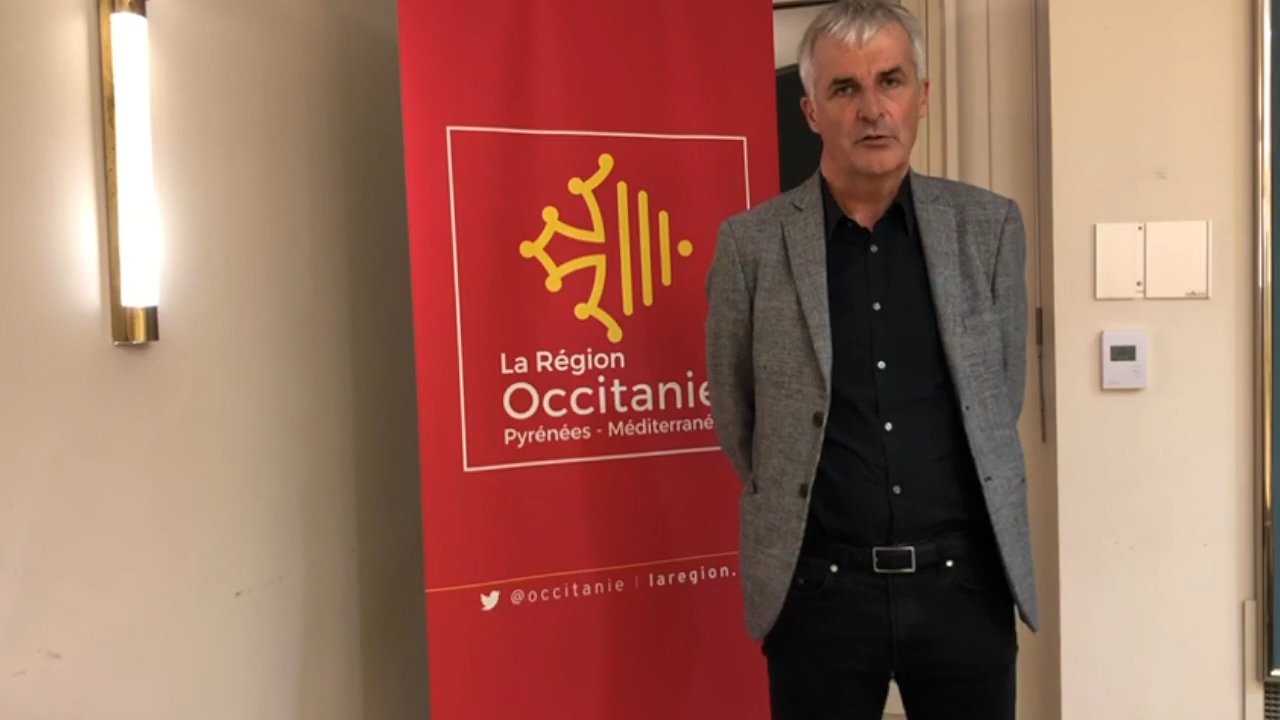 La Région
Occitanie
Pyrénées - Méditerrané
@occitanie | laregion.